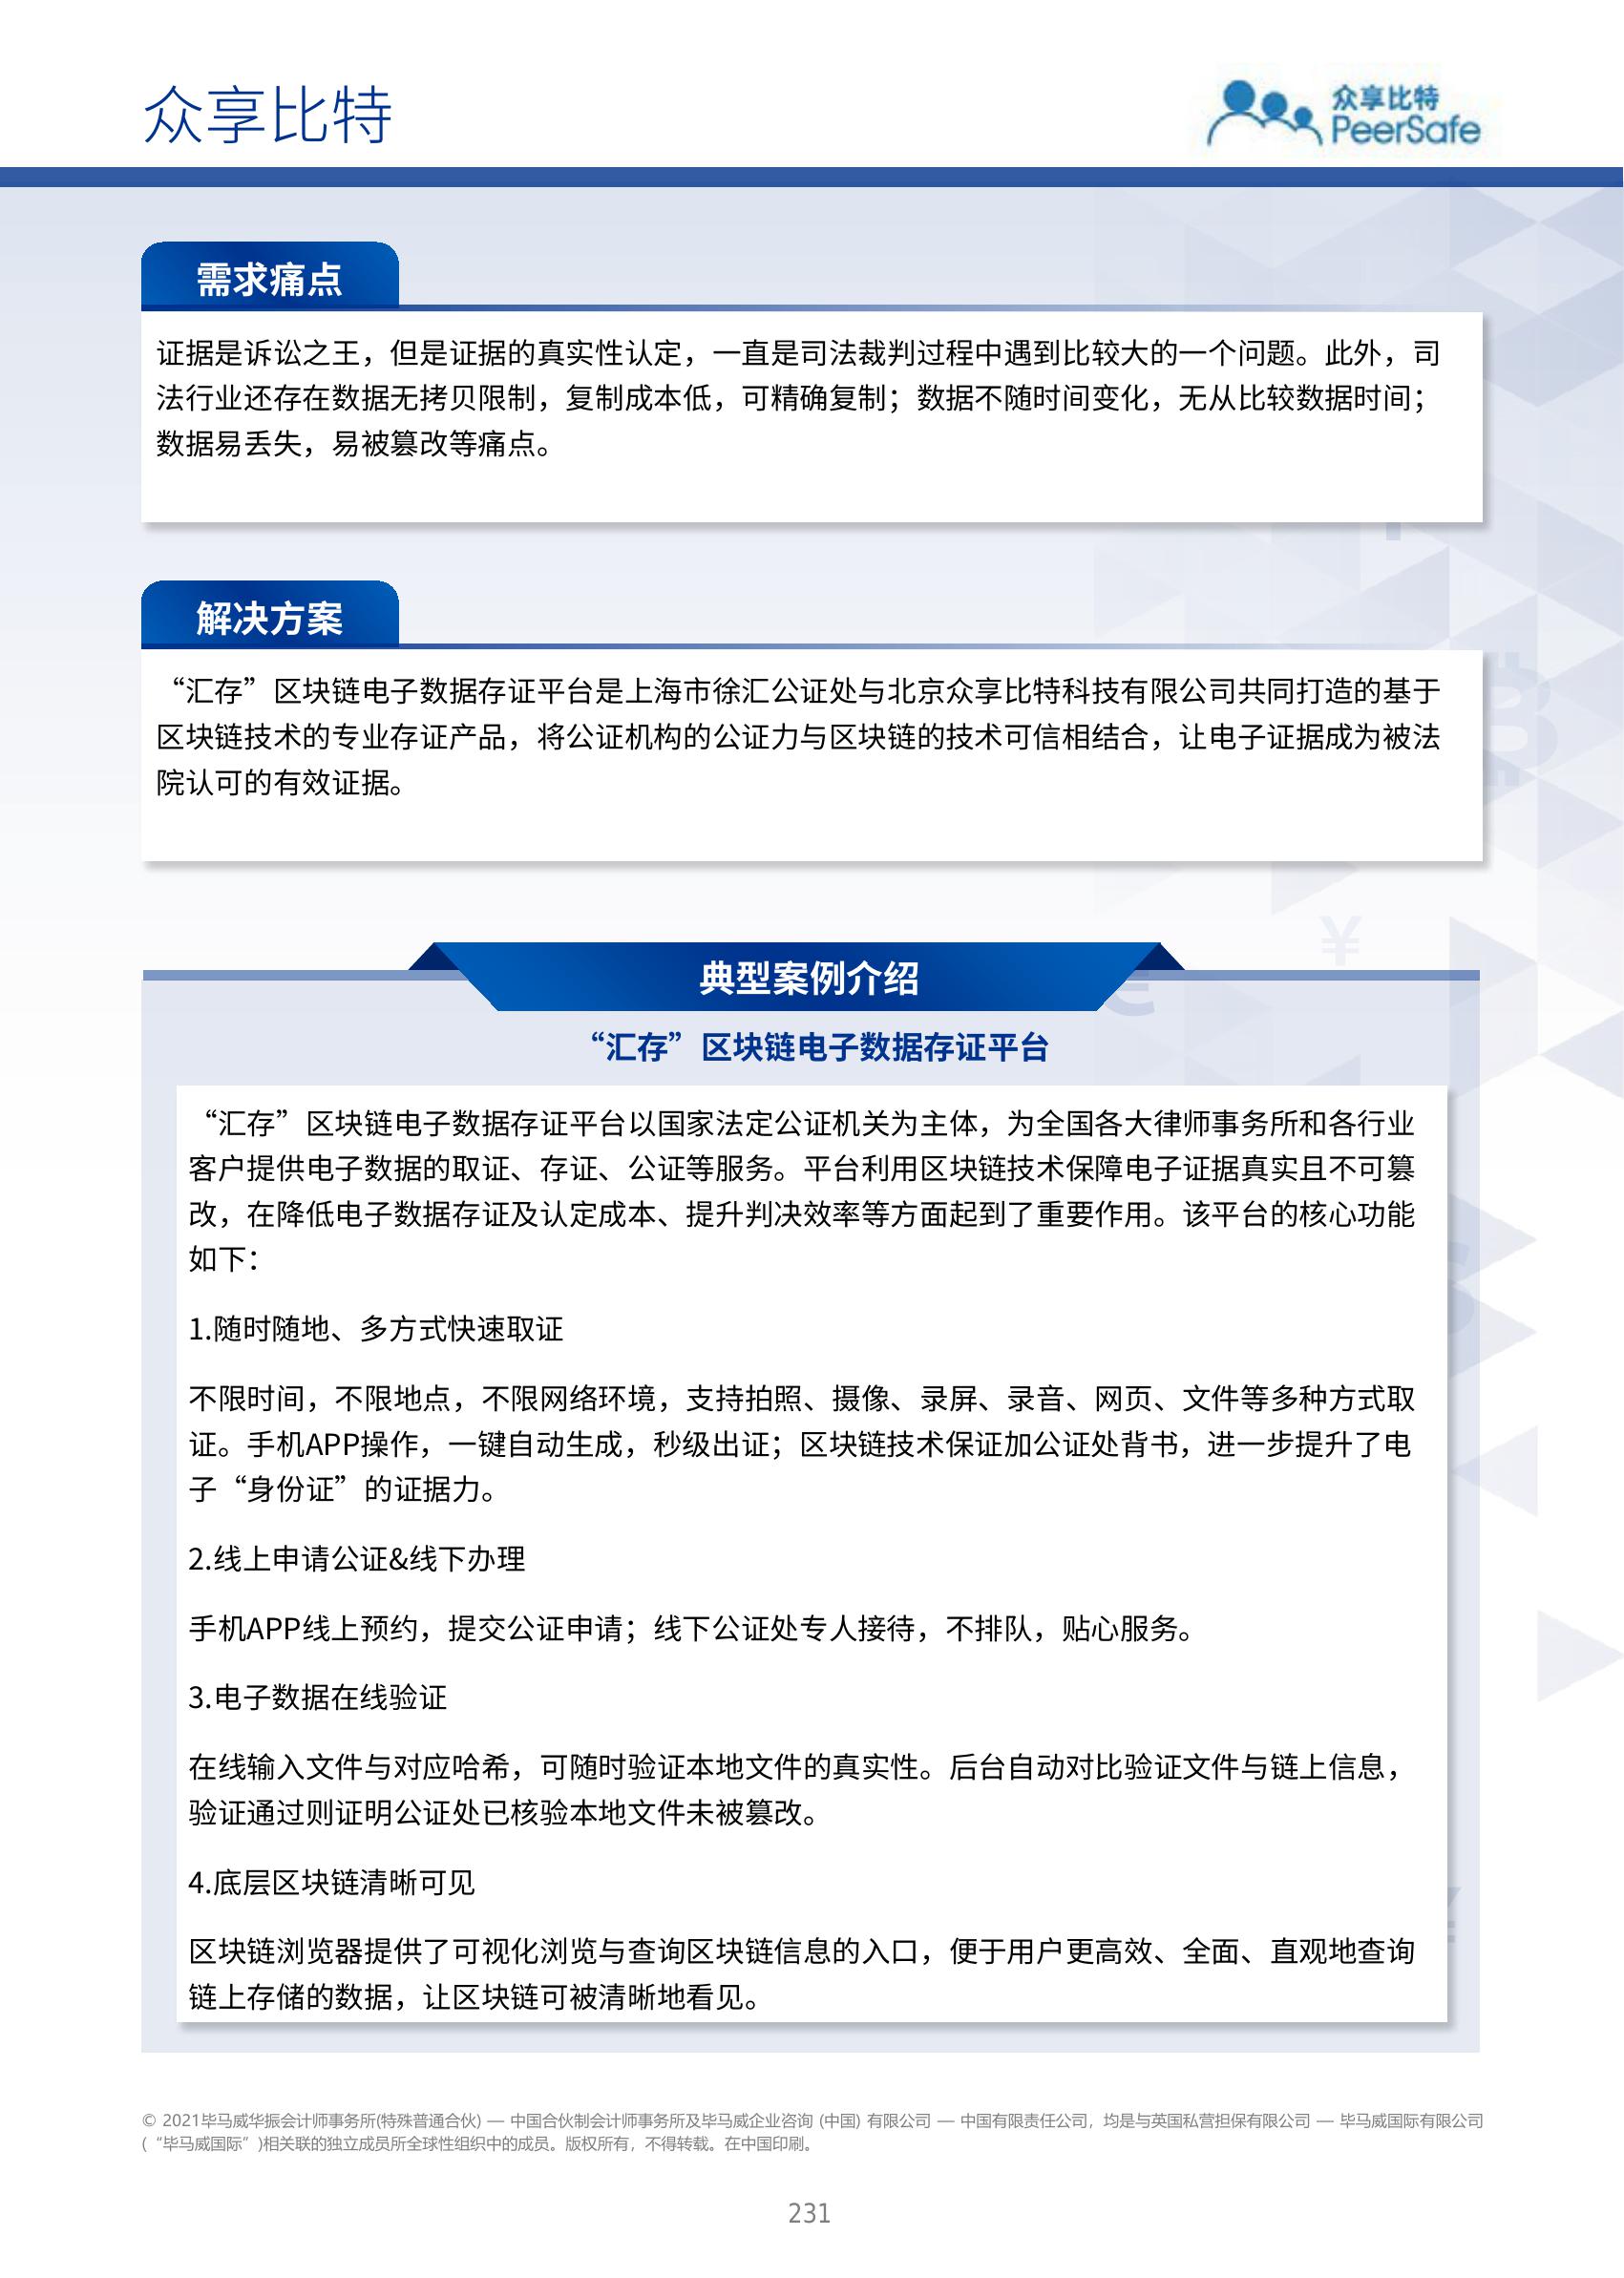 众享比特
众享比特
PeerSafe
需求痛点
证据是诉讼之王，但是证据的真实性认定，一直是司法裁判过程中遇到比较大的一个问题。此外，司
法行业还存在数据无拷贝限制，复制成本低，可精确复制；数据不随时间变化，无从比较数据时间；
数据易丢失，易被篡改等痛点。
解决方案
“汇存”区块链电子数据存证平台是上海市徐汇公证处与北京众享比特科技有限公司共同打造的基于
区块链技术的专业存证产品，将公证机构的公证力与区块链的技术可信相结合，让电子证据成为被法
院认可的有效证据。
典型案例介绍
“汇存”区块链电子数据存证平台
“汇存”区块链电子数据存证平台以国家法定公证机关为主体，为全国各大律师事务所和各行业
客户提供电子数据的取证、存证、公证等服务。平台利用区块链技术保障电子证据真实且不可篡
改，在降低电子数据存证及认定成本、提升判决效率等方面起到了重要作用。该平台的核心功能
如下：
1.随时随地、多方式快速取证
不限时间，不限地点，不限网络环境，支持拍照、摄像、录屏、录音、网页、文件等多种方式取
证。手机APP操作，一键自动生成，秒级出证；区块链技术保证加公证处背书，进一步提升了电
子“身份证”的证据力。
2.线上申请公证&线下办理
手机APP线上预约，提交公证申请；线下公证处专人接待，不排队，贴心服务。
3.电子数据在线验证
在线输入文件与对应哈希，可随时验证本地文件的真实性。后台自动对比验证文件与链上信息，
验证通过则证明公证处已核验本地文件未被篡改。
4.底层区块链清晰可见
区块链浏览器提供了可视化浏览与查询区块链信息的入口，便于用户更高效、全面、直观地查询
链上存储的数据，让区块链可被清晰地看见。
© 2021毕马威华振会计师事务所(特殊普通合伙) — 中国合伙制会计师事务所及毕马威企业咨询 (中国) 有限公司 — 中国有限责任公司，均是与英国私营担保有限公司 — 毕马威国际有限公司
(“毕马威国际”)相关联的独立成员所全球性组织中的成员。版权所有，不得转载。在中国印刷。
231